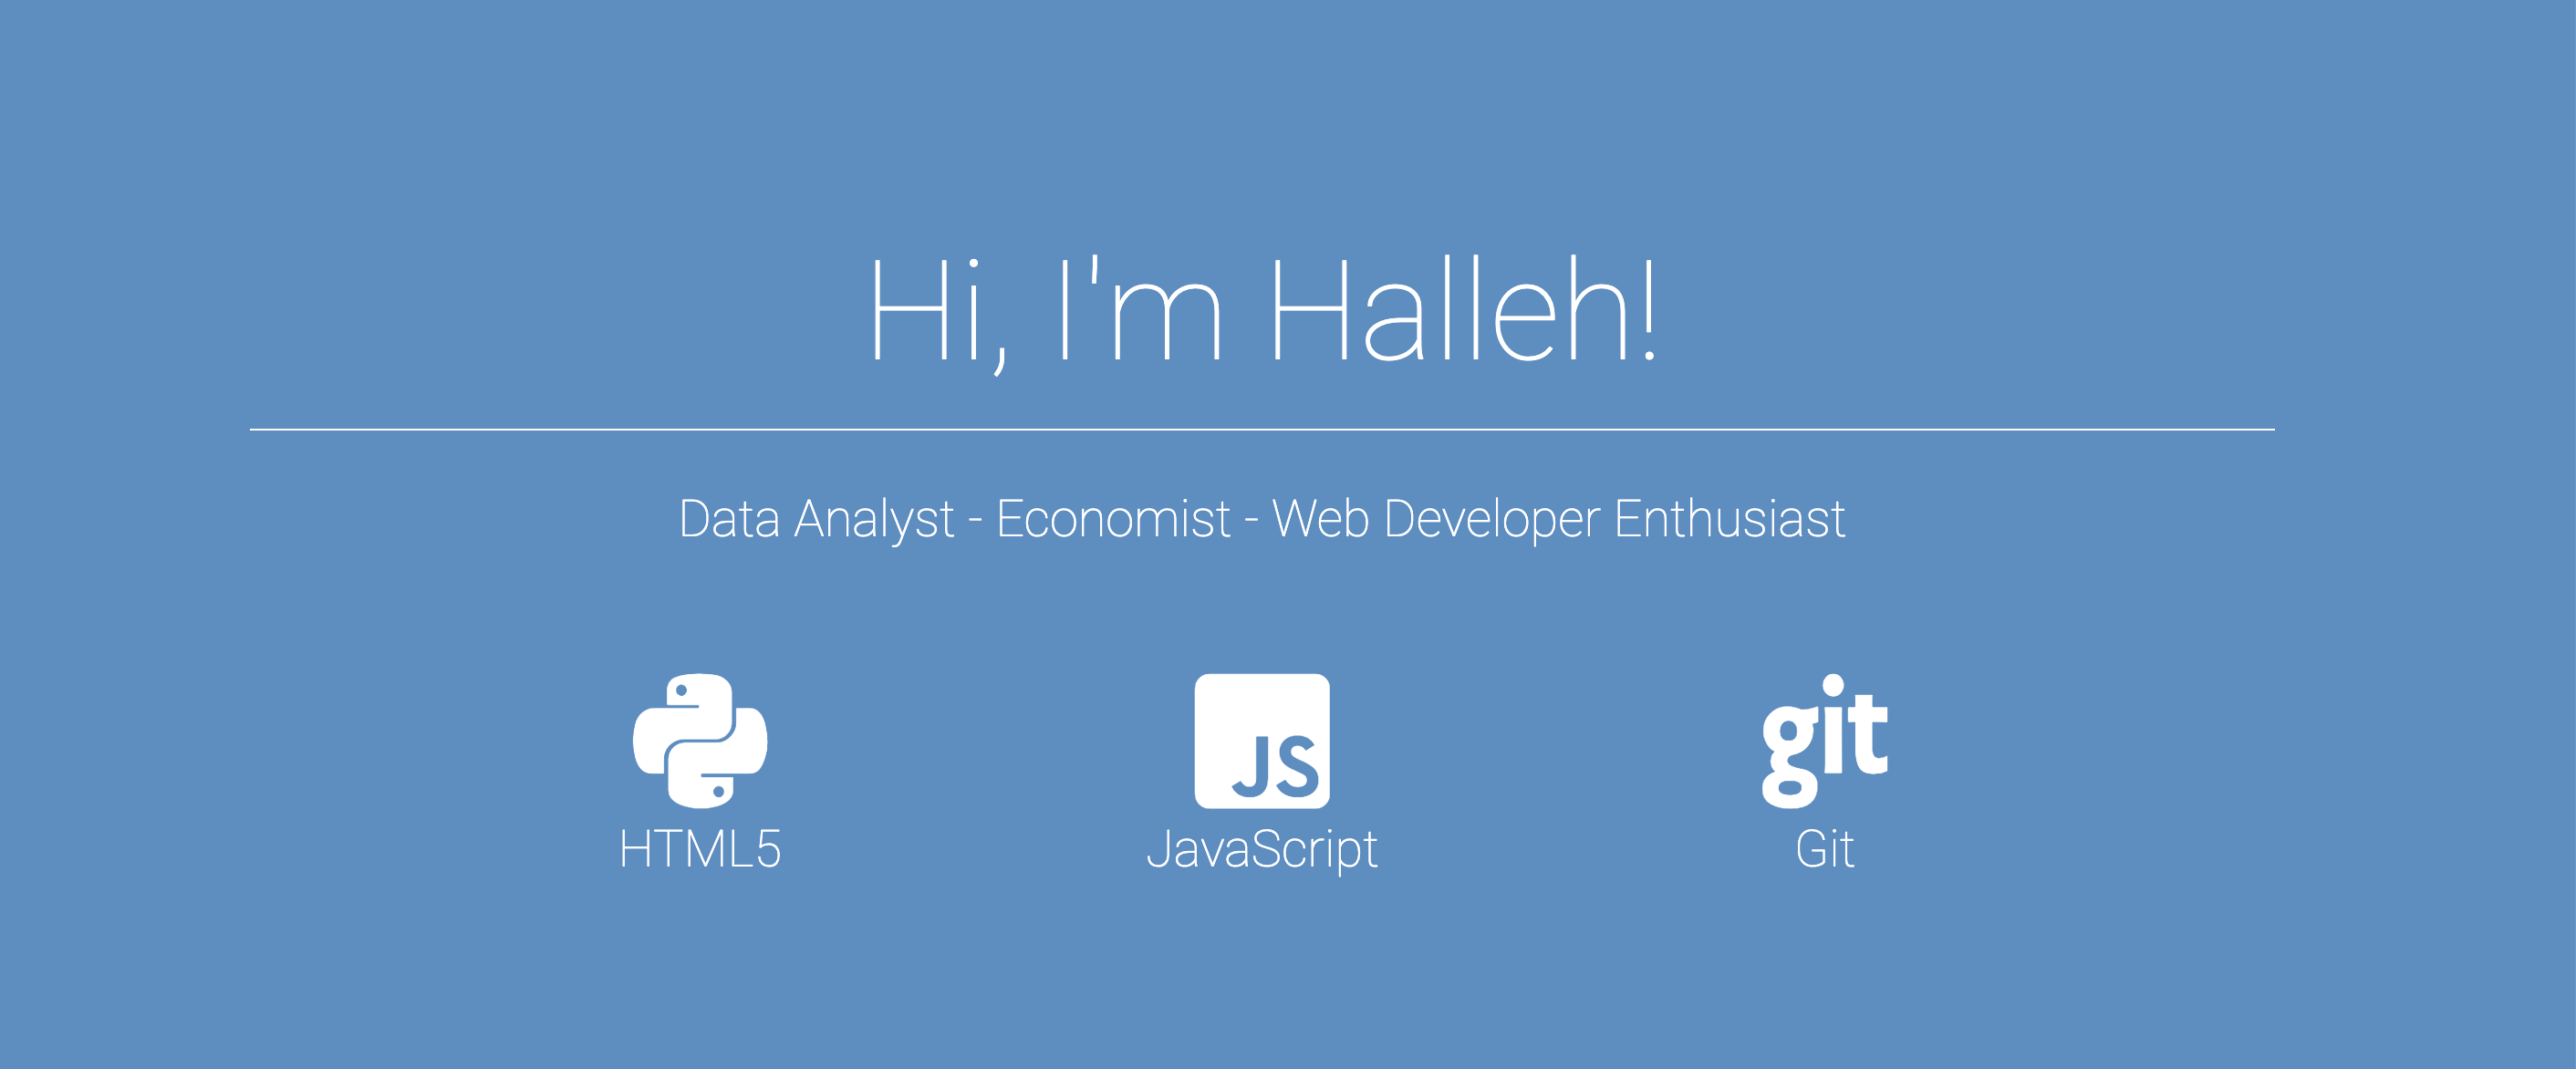 Hi, I'm Halleh!
Data Analyst - Economist - Web Developer Enthusiast
JS
git
HTML5
JavaScript
Git